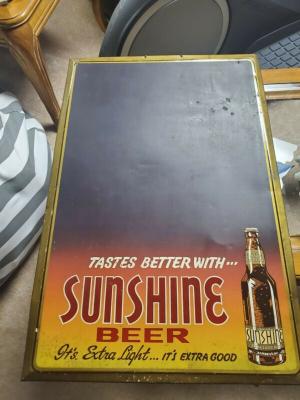 TASTES BETTER WITH...
SUNSHINE
BEER
It's Extra Light... IT'S EXTRA GOOD
SUNSHINE